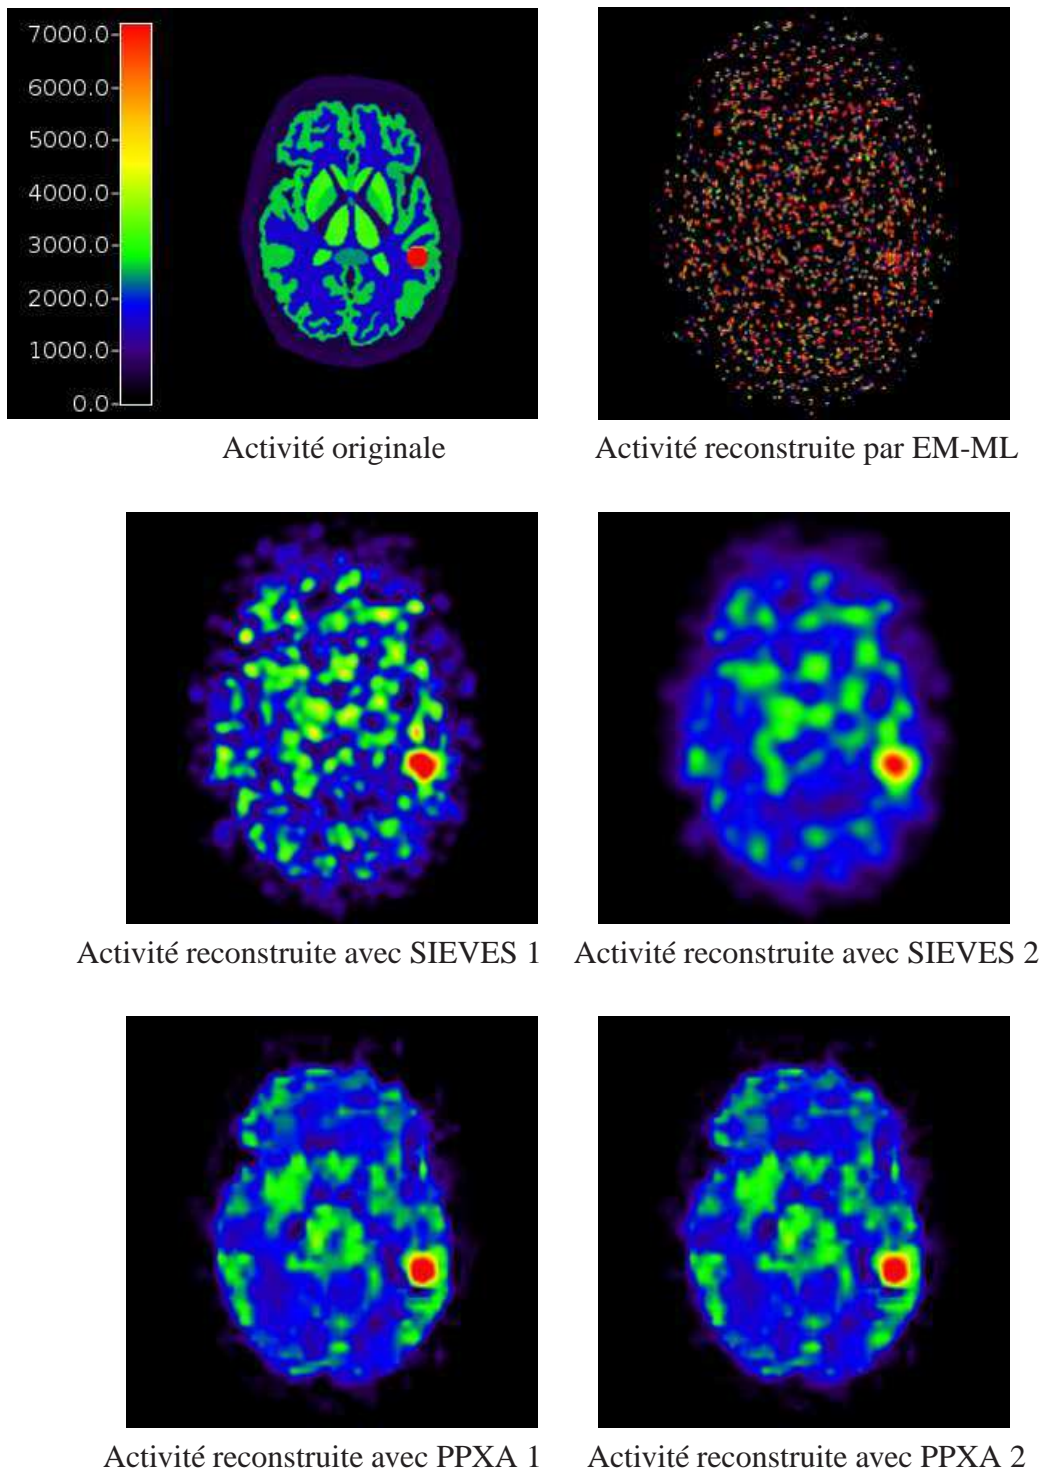 7000.0
6000.0
5000.0
4000.0
3000.0
2000.0
1000.0
0.0
Activité originale
Activité reconstruite par EM-ML
Activité reconstruite avec SIEVES 1
Activité reconstruite avec SIEVES 2
Activité reconstruite avec PPXA 1
Activité reconstruite avec PPXA 2